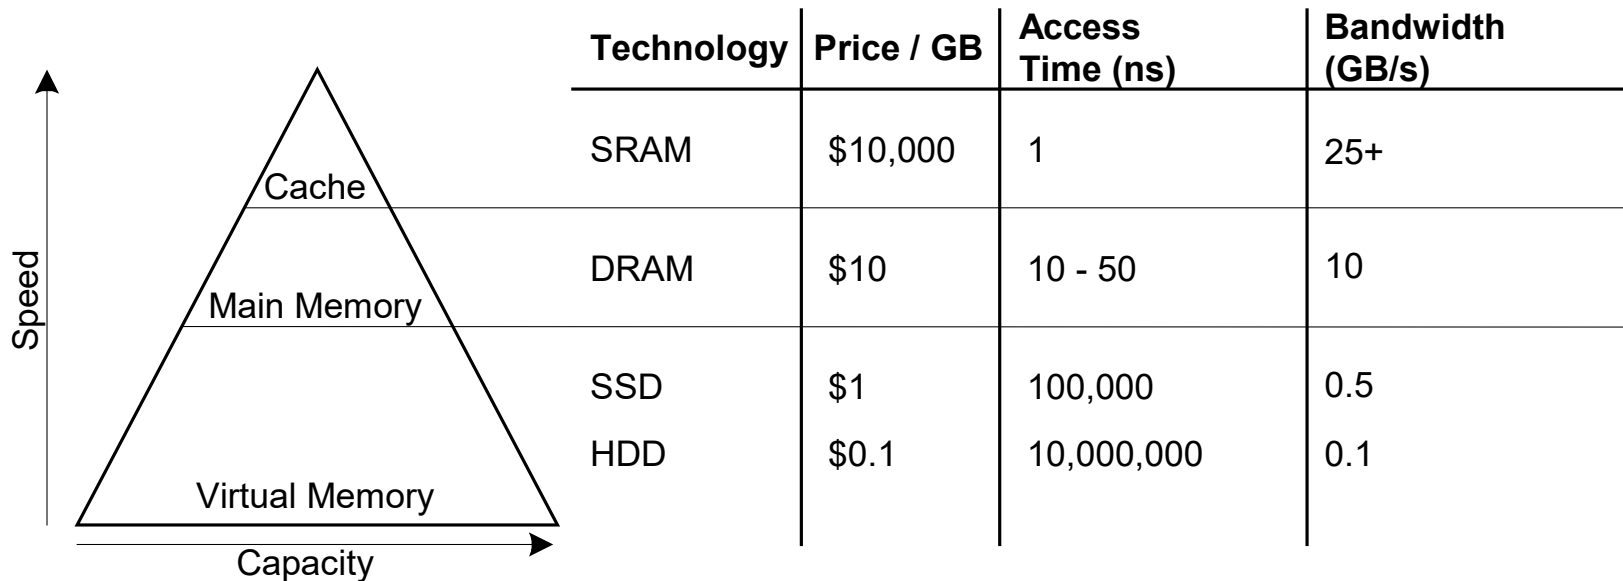 Technology Price / GB Access Time (ns) Bandwidth (GB/s)
SRAM $10,000 1 25+
DRAM $10 10 - 50 10
SSD $1 100,000 0.5
HDD $0.1 10,000,000 0.1
Speed
Cache
Main Memory
Virtual Memory
Capacity